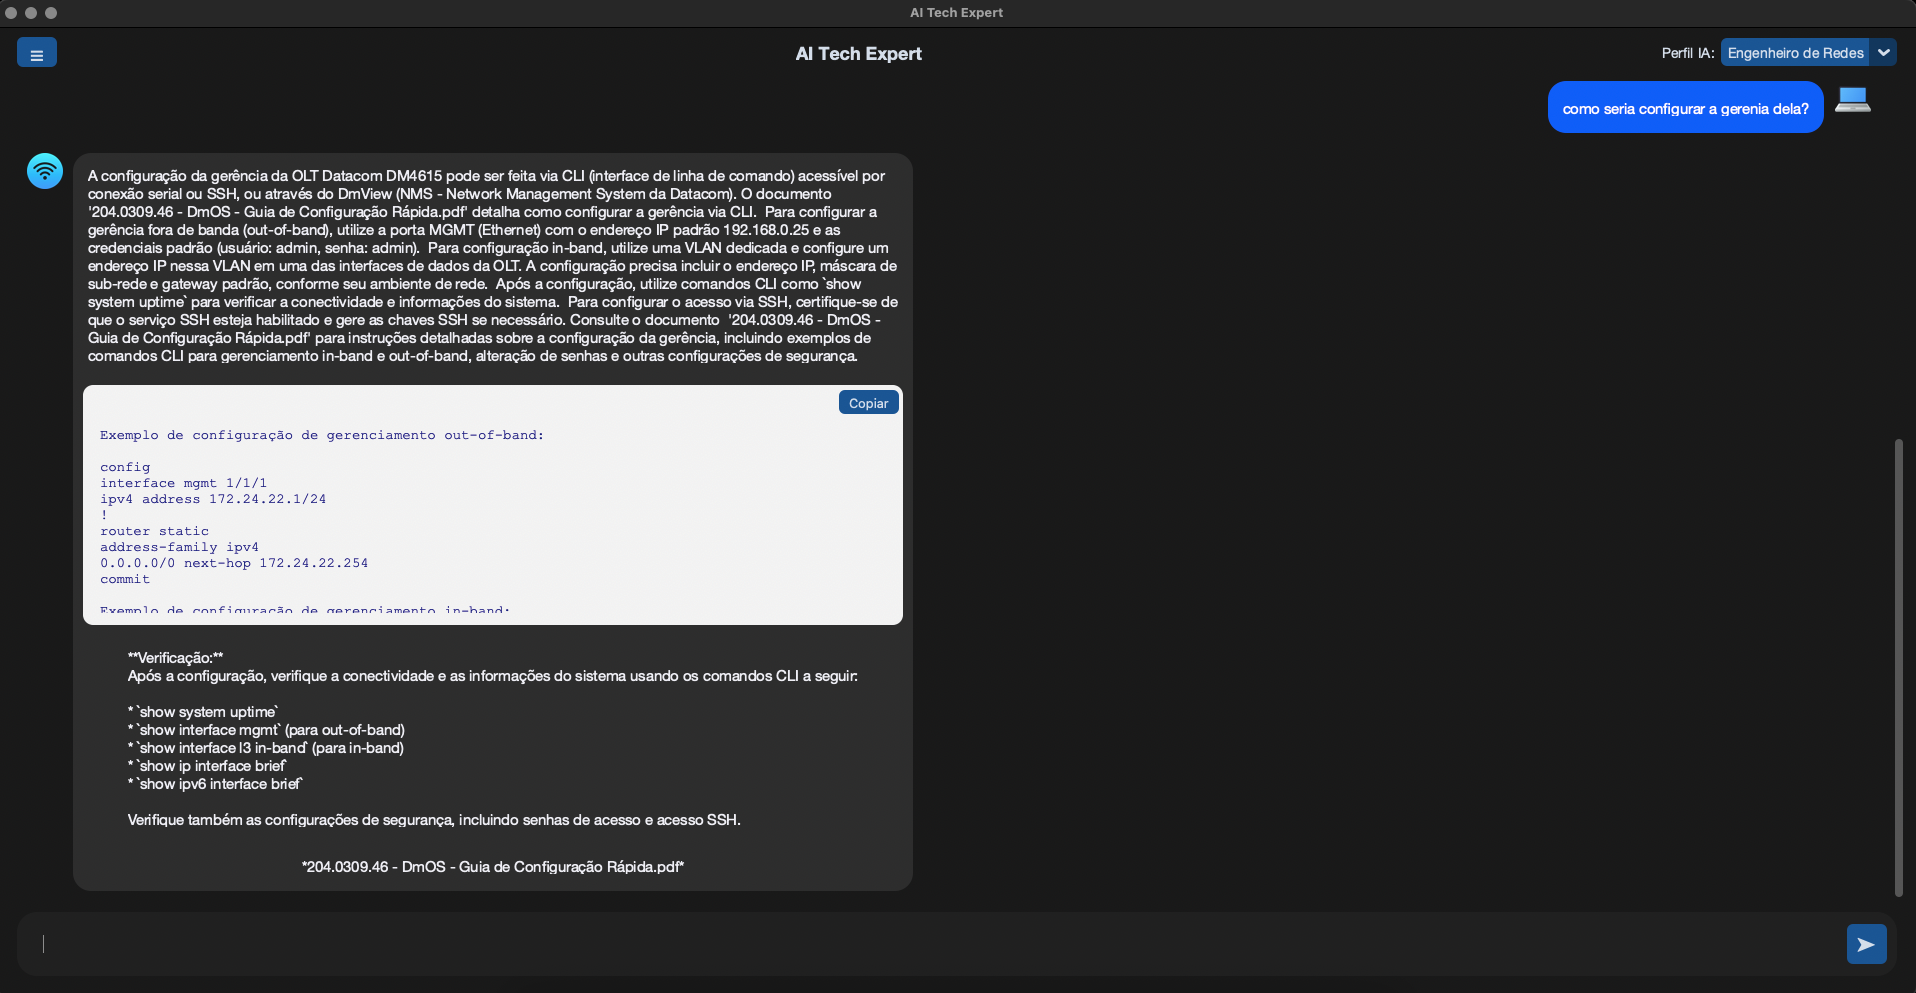 AI Tech Expert
AI Tech Expert
Perfil IA: Engenheiro de Redes
como seria configurar a gerenia dela?
A configuração da gerência da OLT Datacom DM4615 pode ser feita via CLI (interface de linha de comando) acessível por
conexão serial ou SSH, ou através do DmView (NMS - Network Management System da Datacom). O documento
'204.0309.46 - DmOS - Guia de Configuração Rápida.pdf' detalha como configurar a gerência via CLI.  Para configurar a
gerência fora de banda (out-of-band), utilize a porta MGMT (Ethernet) com o endereço IP padrão 192.168.0.25 e as
credenciais padrão (usuário: admin, senha: admin).  Para configuração in-band, utilize uma VLAN dedicada e configure um
endereço IP nessa VLAN em uma das interfaces de dados da OLT. A configuração precisa incluir o endereço IP, máscara de
sub-rede e gateway padrão, conforme seu ambiente de rede.  Após a configuração, utilize comandos CLI como `show
system uptime` para verificar a conectividade e informações do sistema.  Para configurar o acesso via SSH, certifique-se de
que o serviço SSH esteja habilitado e gere as chaves SSH se necessário. Consulte o documento  '204.0309.46 - DmOS -
Guia de Configuração Rápida.pdf' para instruções detalhadas sobre a configuração da gerência, incluindo exemplos de
comandos CLI para gerenciamento in-band e out-of-band, alteração de senhas e outras configurações de segurança.
Copiar
Exemplo de configuração de gerenciamento out-of-band:
config
interface mgmt 1/1/1
ipv4 address 172.24.22.1/24
!
router static
address-family ipv4
0.0.0.0/0 next-hop 172.24.22.254
commit
Exemplo de configuração de gerenciamento in-band:
**Verificação:**
Após a configuração, verifique a conectividade e as informações do sistema usando os comandos CLI a seguir:
* `show system uptime`
* `show interface mgmt` (para out-of-band)
* `show interface l3 in-band` (para in-band)
* `show ip interface brief`
* `show ipv6 interface brief`
Verifique também as configurações de segurança, incluindo senhas de acesso e acesso SSH.
*204.0309.46 - DmOS - Guia de Configuração Rápida.pdf*